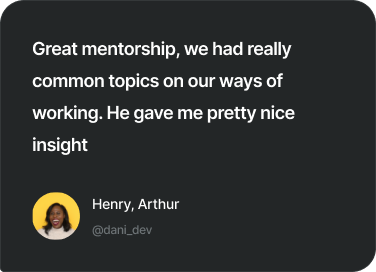 Great mentorship, we had really
common topics on our ways of
working. He gave me pretty nice
insight
Henry, Arthur
@dani_dev